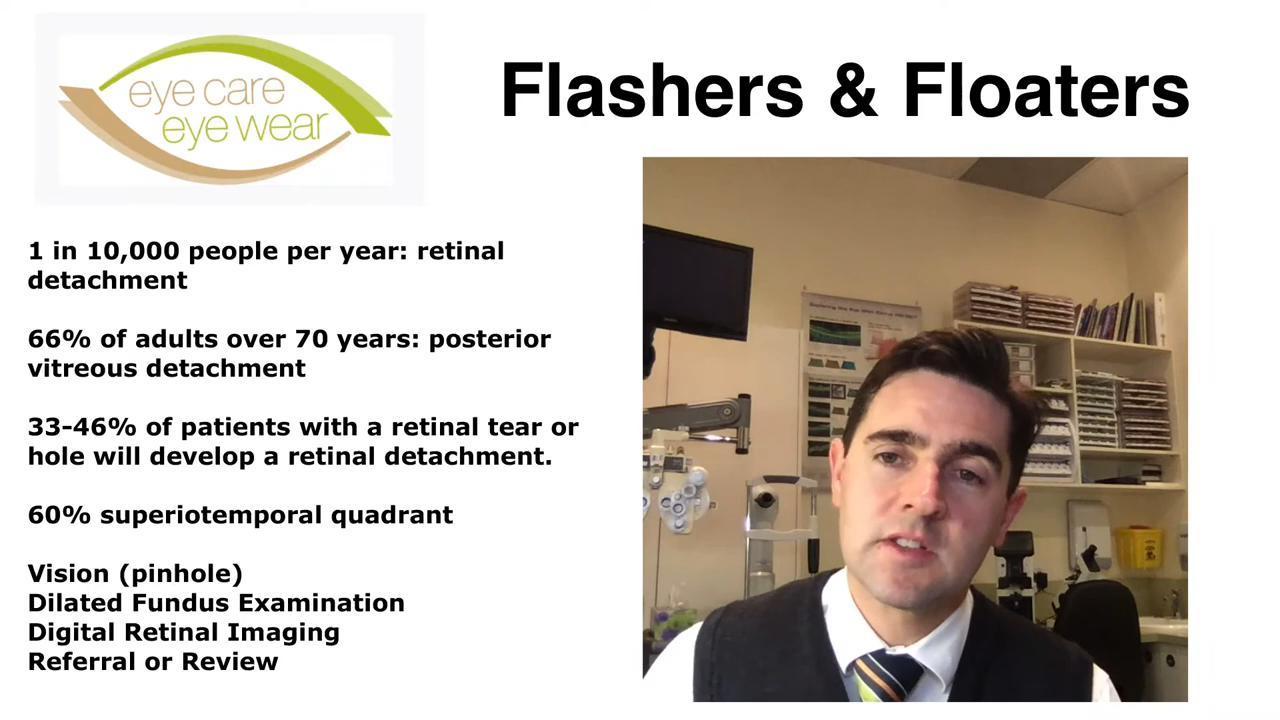 eye care
eye wear
Flashers & Floaters
1 in 10,000 people per year: retinal
detachment
66% of adults over 70 years: posterior
vitreous detachment
33-46% of patients with a retinal tear or
hole will develop a retinal detachment.
60% superiotemporal quadrant
Vision (pinhole)
Dilated Fundus Examination
Digital Retinal Imaging
Referral or Review